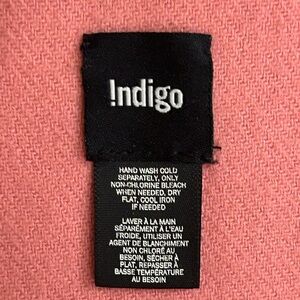 !ndigo
HAND WASH COLD
SEPARATELY, ONLY
NON-CHLORINE BLEACH
WHEN NEEDED, DRY
FLAT, COOL IRON
IF NEEDED
LAVER À LA MAIN
SÉPARÉMENT À L'EAU
FROIDE, UTILISER UN
AGENT DE BLANCHIMENT
NON CHLORÉ AU
BESOIN, SÉCHER À
PLAT, REPASSER À
BASSE TEMPÉRATURE
AU BESOIN